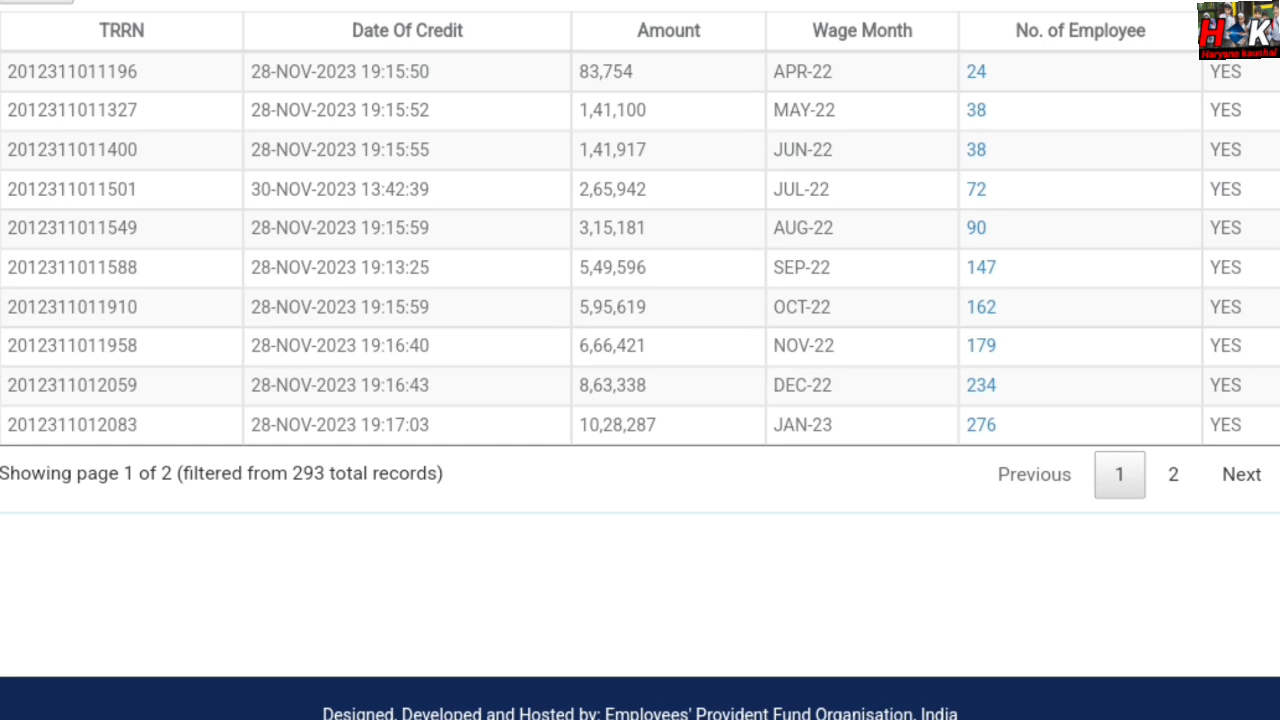 TRRN Date Of Credit Amount Wage Month No. of Employee
2012311011196 28-NOV-2023 19:15:50 83,754 APR-22 24 YES
2012311011327 28-NOV-2023 19:15:52 1,41,100 MAY-22 38 YES
2012311011400 28-NOV-2023 19:15:55 1,41,917 JUN-22 38 YES
2012311011501 30-NOV-2023 13:42:39 2,65,942 JUL-22 72 YES
2012311011549 28-NOV-2023 19:15:59 3,15,181 AUG-22 90 YES
2012311011588 28-NOV-2023 19:13:25 5,49,596 SEP-22 147 YES
2012311011910 28-NOV-2023 19:15:59 5,95,619 OCT-22 162 YES
2012311011958 28-NOV-2023 19:16:40 6,66,421 NOV-22 179 YES
2012311012059 28-NOV-2023 19:16:43 8,63,338 DEC-22 234 YES
2012311012083 28-NOV-2023 19:17:03 10,28,287 JAN-23 276 YES
Showing page 1 of 2 (filtered from 293 total records) Previous 1 2 Next
Designed, Developed and Hosted by: Employees' Provident Fund Organisation, India
H K
Haryana kaushal